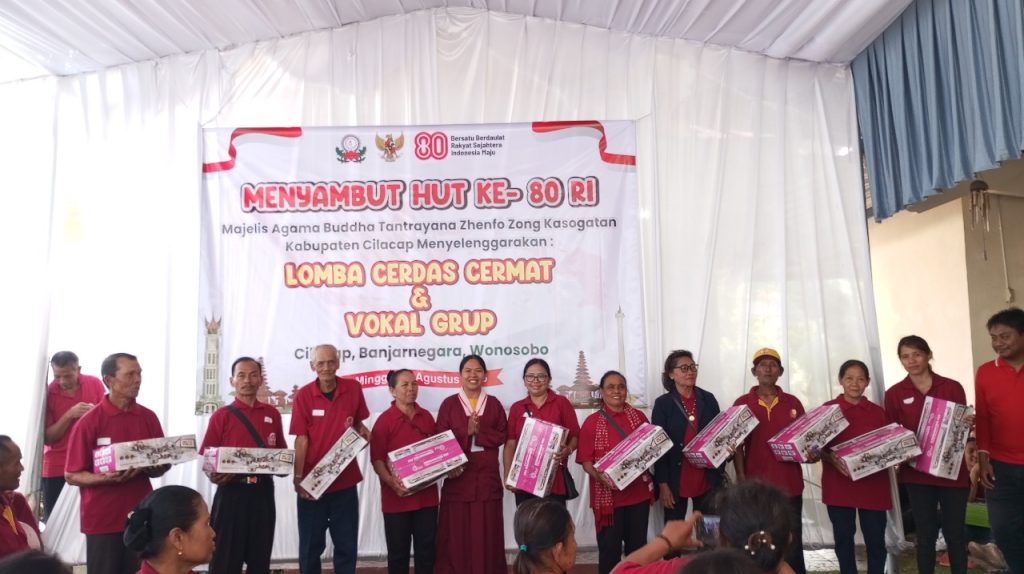 Bersatu Berdaulat
Rakyat Sejahtera
Indonesia Maju
80
MENYAMBUT HUT KE- 80 RI
Majelis Agama Buddha Tantrayana Zhenfo Zong Kasogatan
Kabupaten Cilacap Menyelenggarakan :
LOMBA CERDAS CERMAT
&
VOKAL GRUP
Banjarnegara, Wonosobo
Agustus